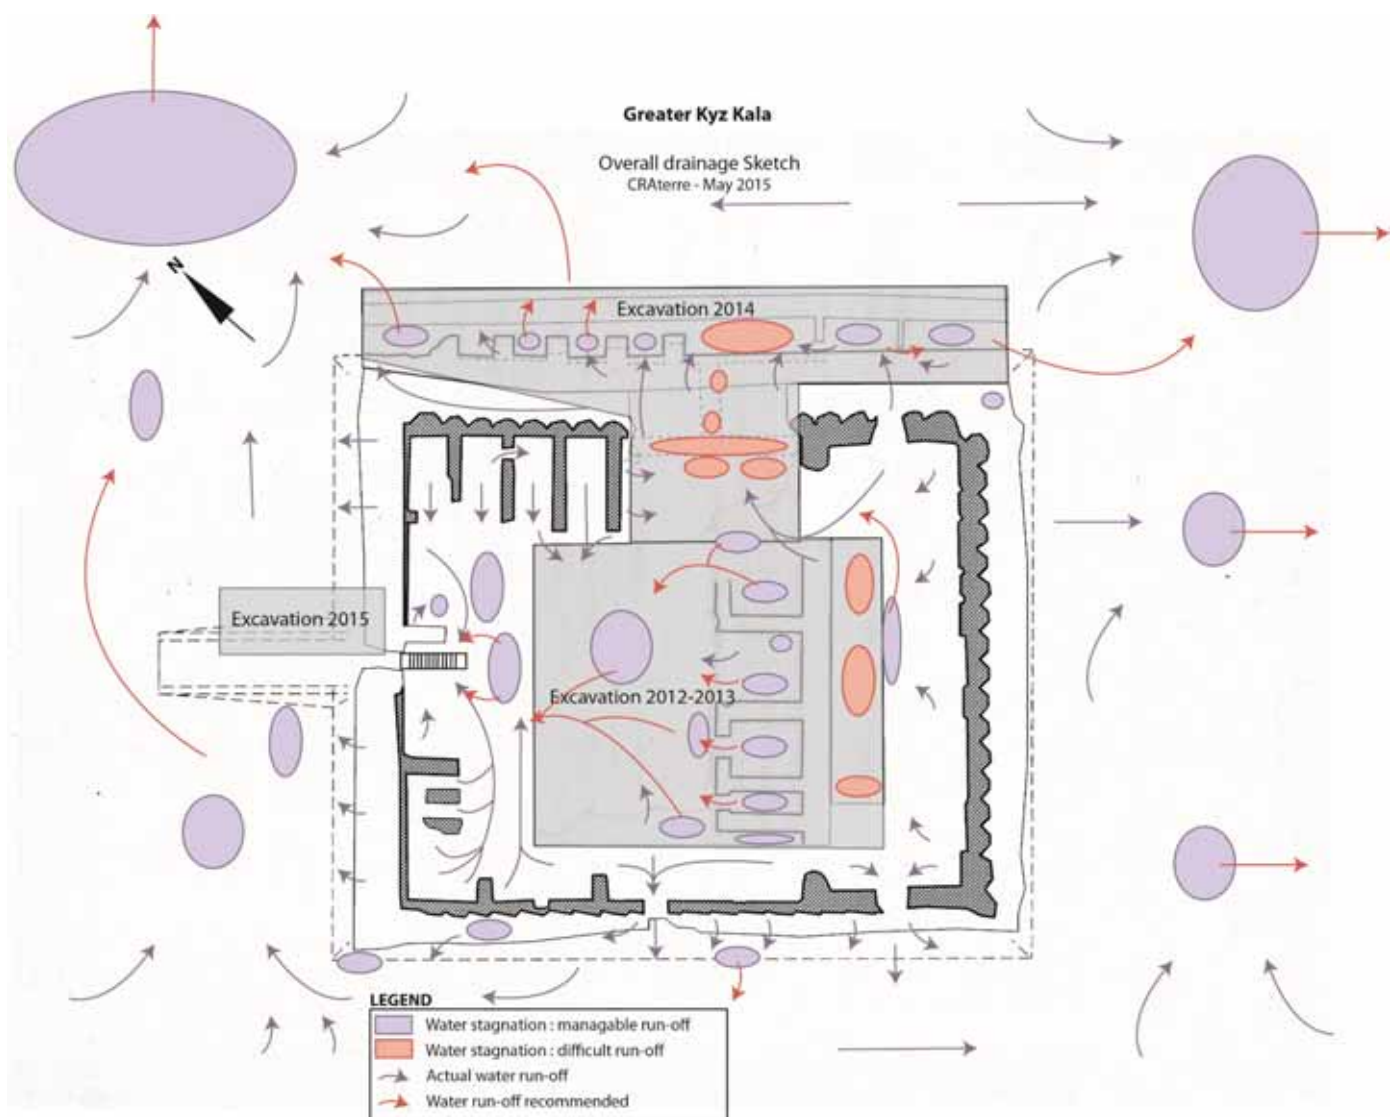 Greater Kyz Kala
Overall drainage Sketch
CRAterre - May 2015
N
Excavation 2014
Excavation 2015
Excavation 2012-2013
LEGEND
Water stagnation : managable run-off
Water stagnation : difficult run-off
Actual water run-off
Water run-off recommended